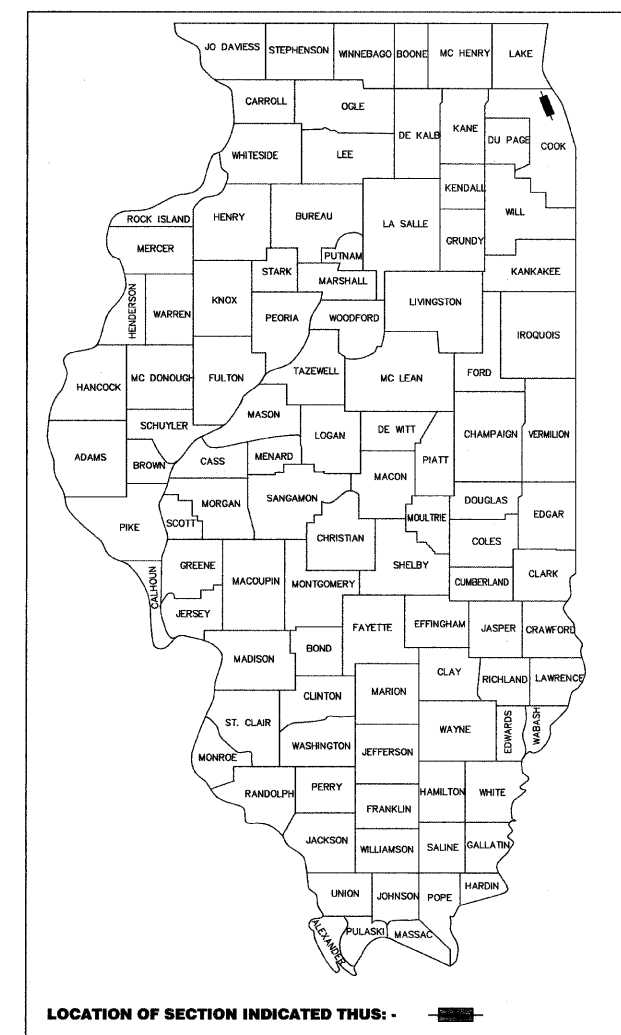 JO DAVIESS STEPHENSON WINNEBAGO BOONE MC HENRY LAKE
CARROLL OGLE DE KALB KANE DU PAGE COOK
WHITESIDE LEE
KENDALL
ROCK ISLAND HENRY BUREAU LA SALLE WILL
MERCER PUTNAM GRUNDY
STARK MARSHALL KANKAKEE
HENDERSON WARREN KNOX PEORIA WOODFORD LIVINGSTON IROQUOIS
HANCOCK MC DONOUGH FULTON TAZEWELL MC LEAN FORD
MASON
SCHUYLER LOGAN DE WITT CHAMPAIGN VERMILION
ADAMS BROWN CASS MENARD MACON PIATT
PIKE SCOTT MORGAN SANGAMON MOULTRIE DOUGLAS EDGAR
CHRISTIAN COLES
CALHOUN GREENE MACOUPIN MONTGOMERY SHELBY CUMBERLAND CLARK
JERSEY
MADISON BOND FAYETTE EFFINGHAM JASPER CRAWFORD
CLINTON MARION CLAY RICHLAND LAWRENCE
ST. CLAIR WASHINGTON JEFFERSON WAYNE EDWARDS WABASH
MONROE
RANDOLPH PERRY FRANKLIN HAMILTON WHITE
JACKSON WILLIAMSON SALINE GALLATIN
UNION JOHNSON POPE HARDIN
ALEXANDER PULASKI MASSAC
LOCATION OF SECTION INDICATED THUS: -